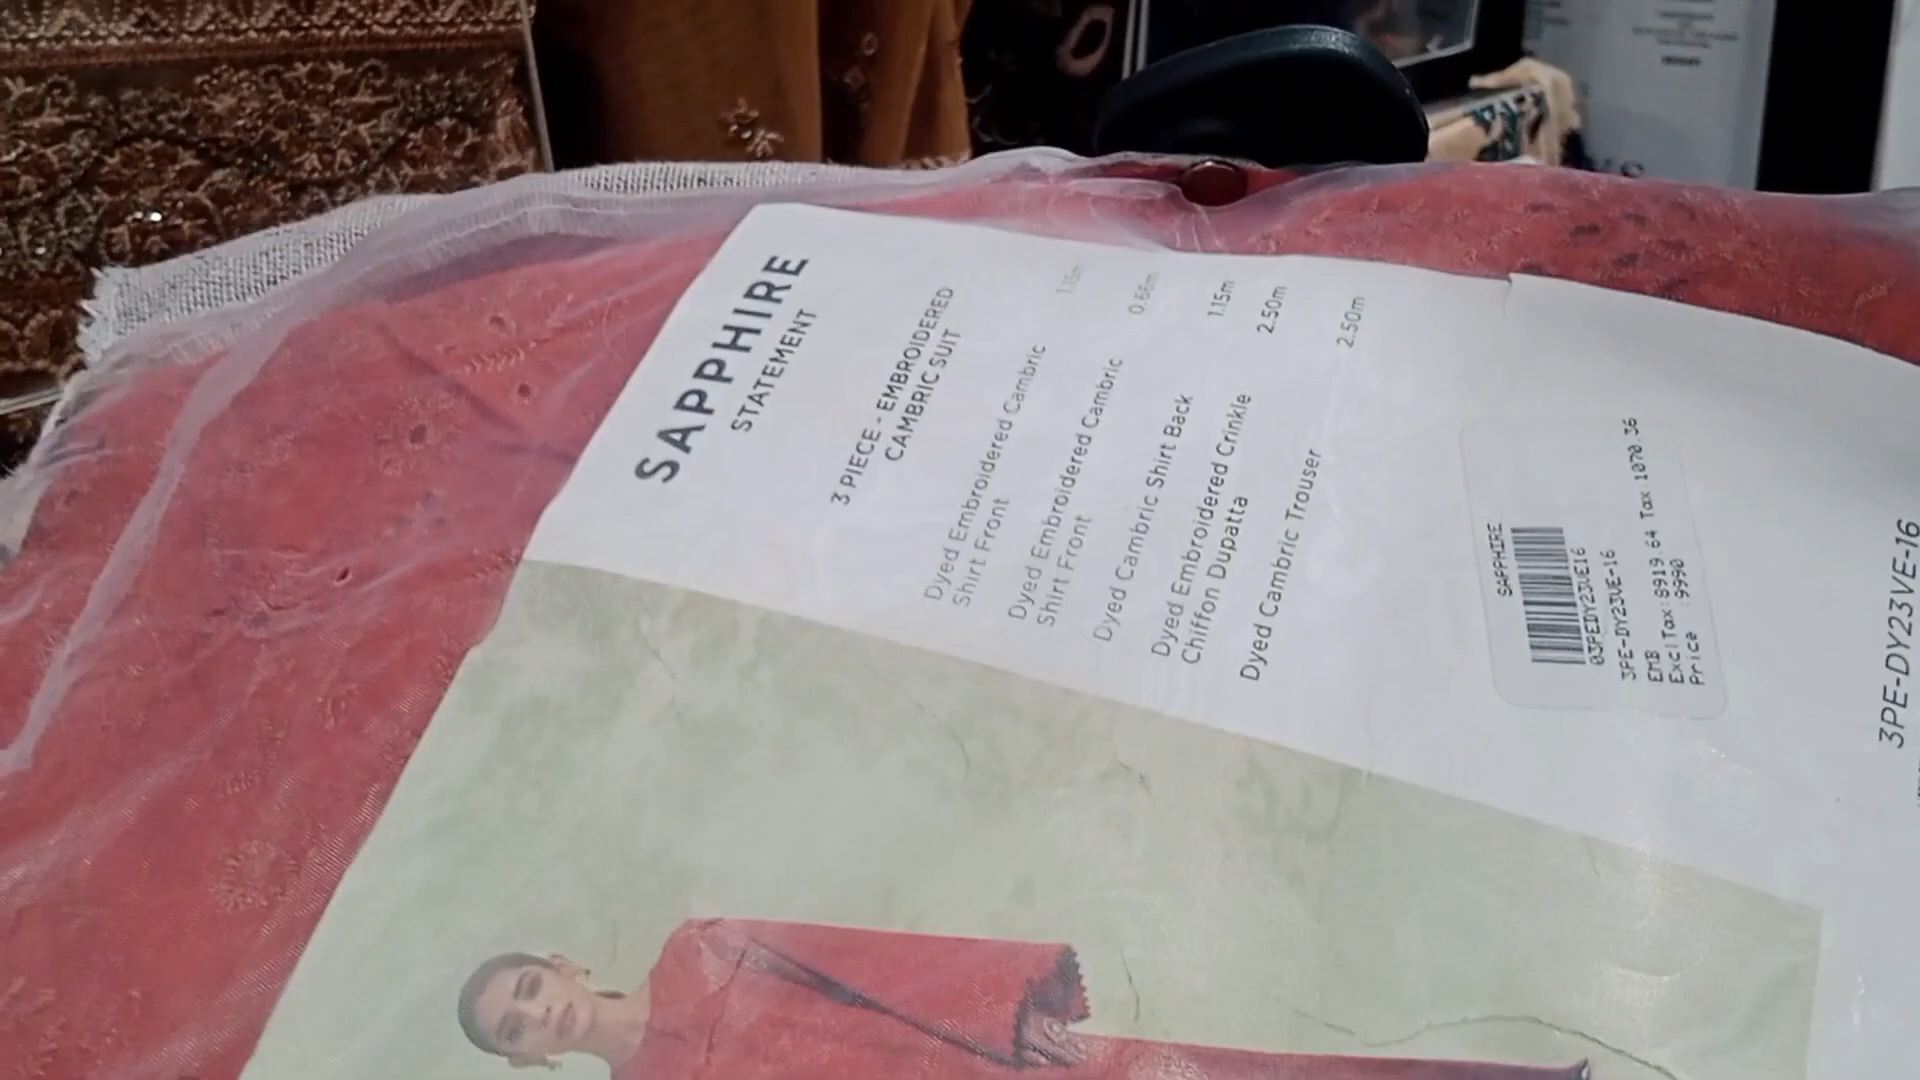 SAPPHIRE
STATEMENT
3 PIECE - EMBROIDERED
CAMBRIC SUIT
Dyed Embroidered Cambric 1.15m
Shirt Front
Dyed Embroidered Cambric 0.66m
Shirt Front
Dyed Cambric Shirt Back 1.15m
Dyed Embroidered Crinkle 2.50m
Chiffon Dupatta
Dyed Cambric Trouser 2.50m
SAPPHIRE
03PEDY23VE16
3PE-DY23VE-16
EMB
ExclTax:8919.64 Tax:1070.36
Price :9990
3PE-DY23VE-16